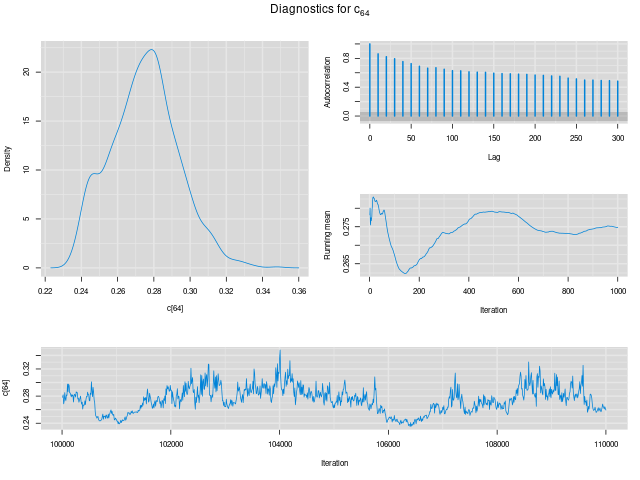 Diagnostics for c64
Density
0 5 10 15 20
0.22 0.24 0.26 0.28 0.30 0.32 0.34 0.36
c[64]
Autocorrelation
0.0 0.4 0.8
0 50 100 150 200 250 300
Lag
Running mean
0.265 0.275
0 200 400 600 800 1000
Iteration
c[64]
0.24 0.28 0.32
100000 102000 104000 106000 108000 110000
Iteration